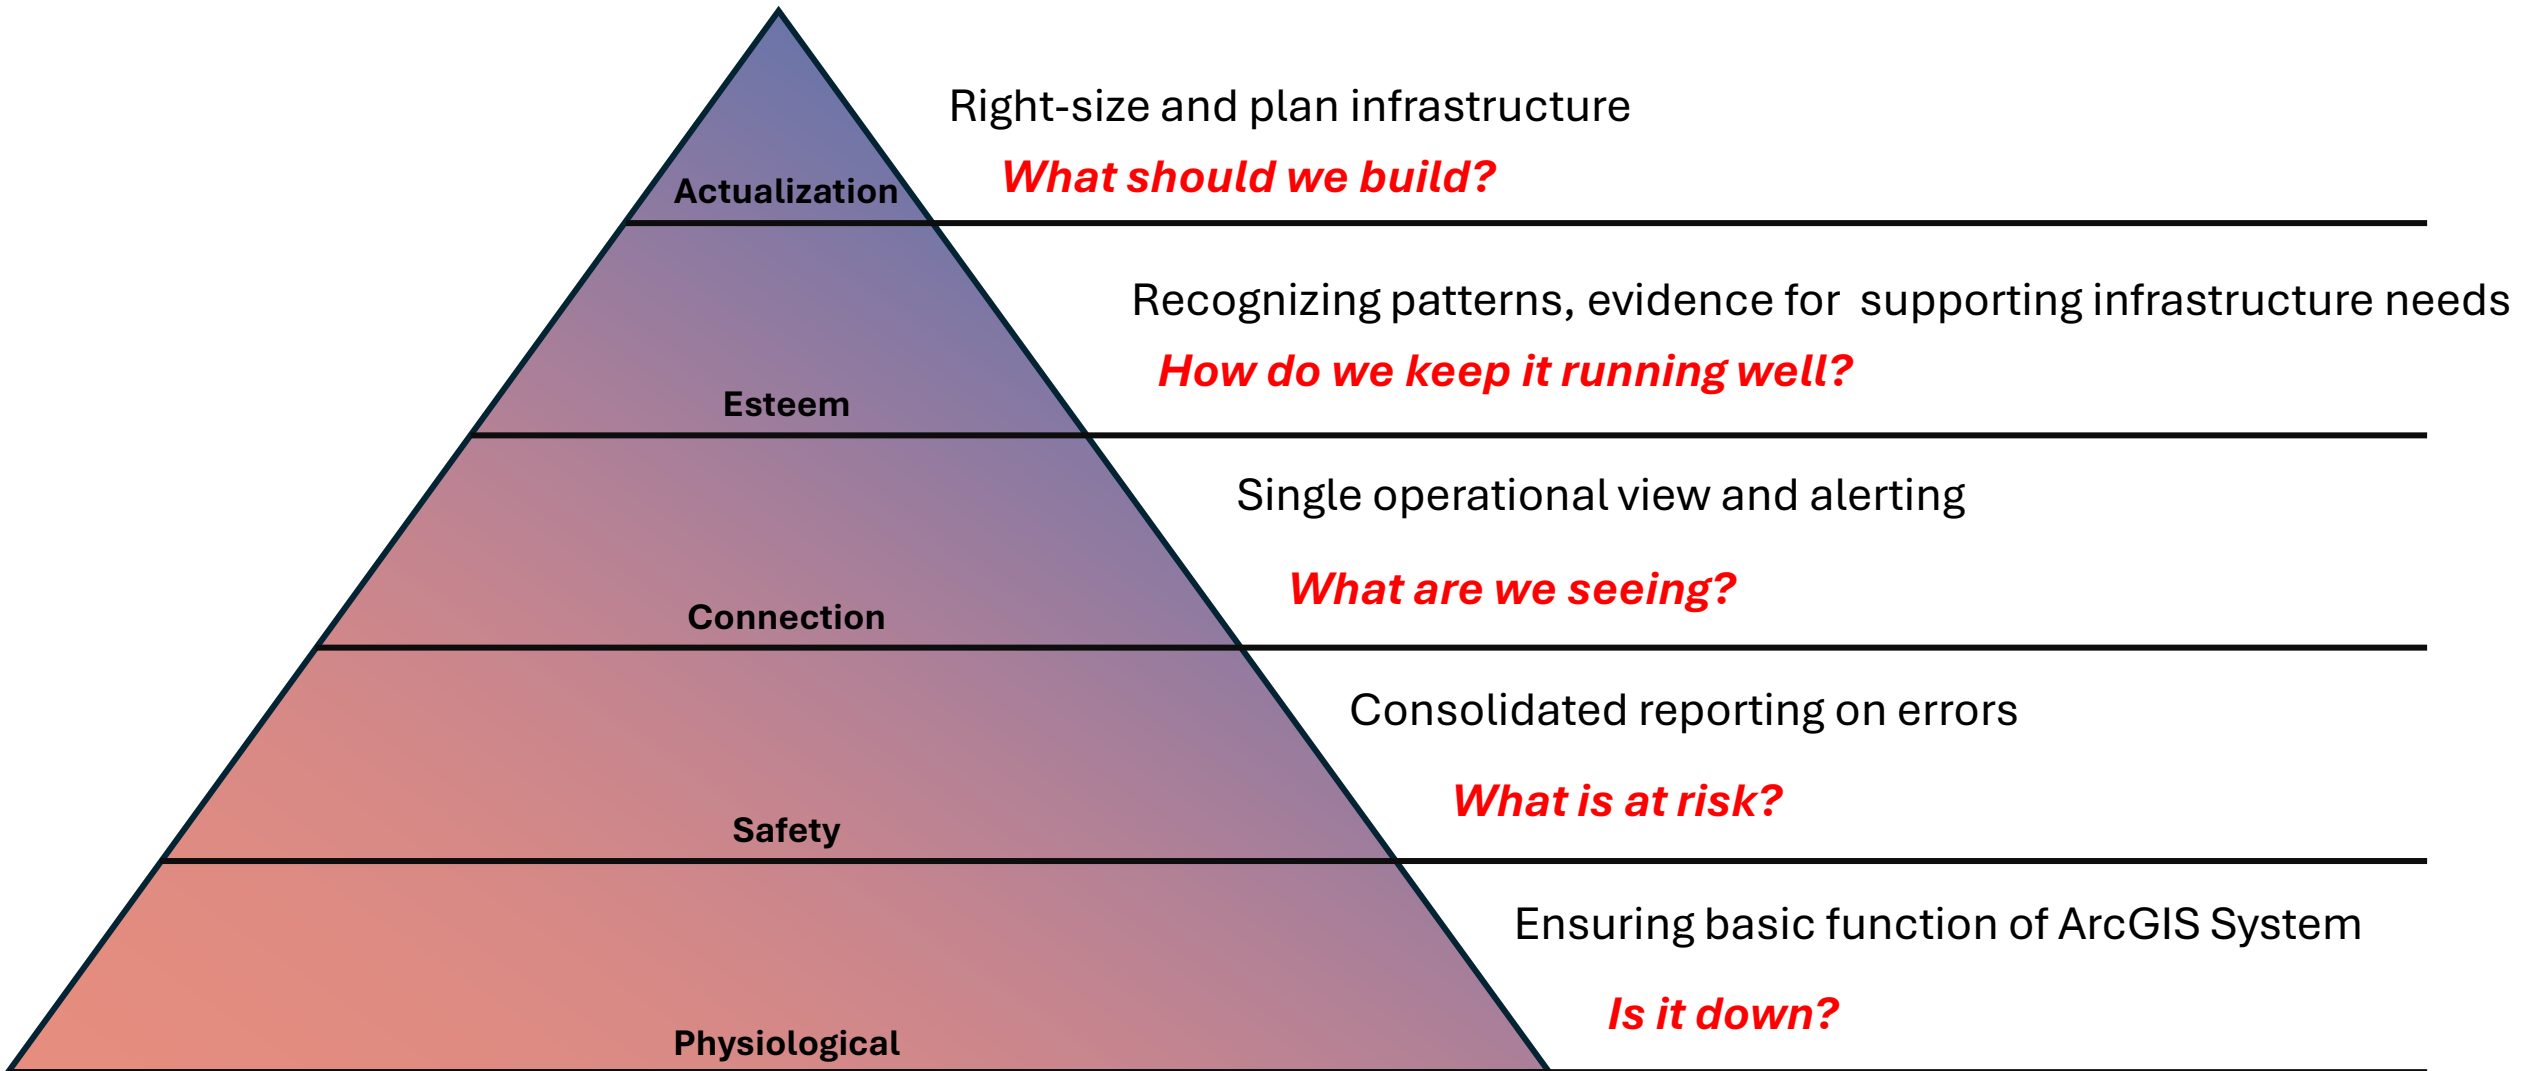 Right-size and plan infrastructure
What should we build?
Actualization
Recognizing patterns, evidence for  supporting infrastructure needs
How do we keep it running well?
Esteem
Single operational view and alerting
What are we seeing?
Connection
Consolidated reporting on errors
What is at risk?
Safety
Ensuring basic function of ArcGIS System
Is it down?
Physiological